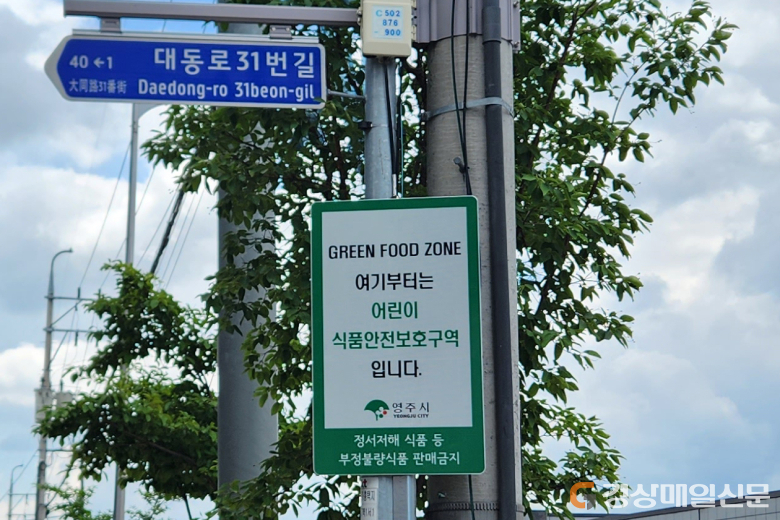 C502
876
-900
40 ←1
대동로31번길
大同路31番街
Daedong-ro 31beon-gil
GREEN FOOD ZONE
여기부터는
어린이
식품안전보호구역
입니다.
영주시
YEONGJU CITY
정서저해 식품 등
부정불량식품 판매금지
경상매일신문